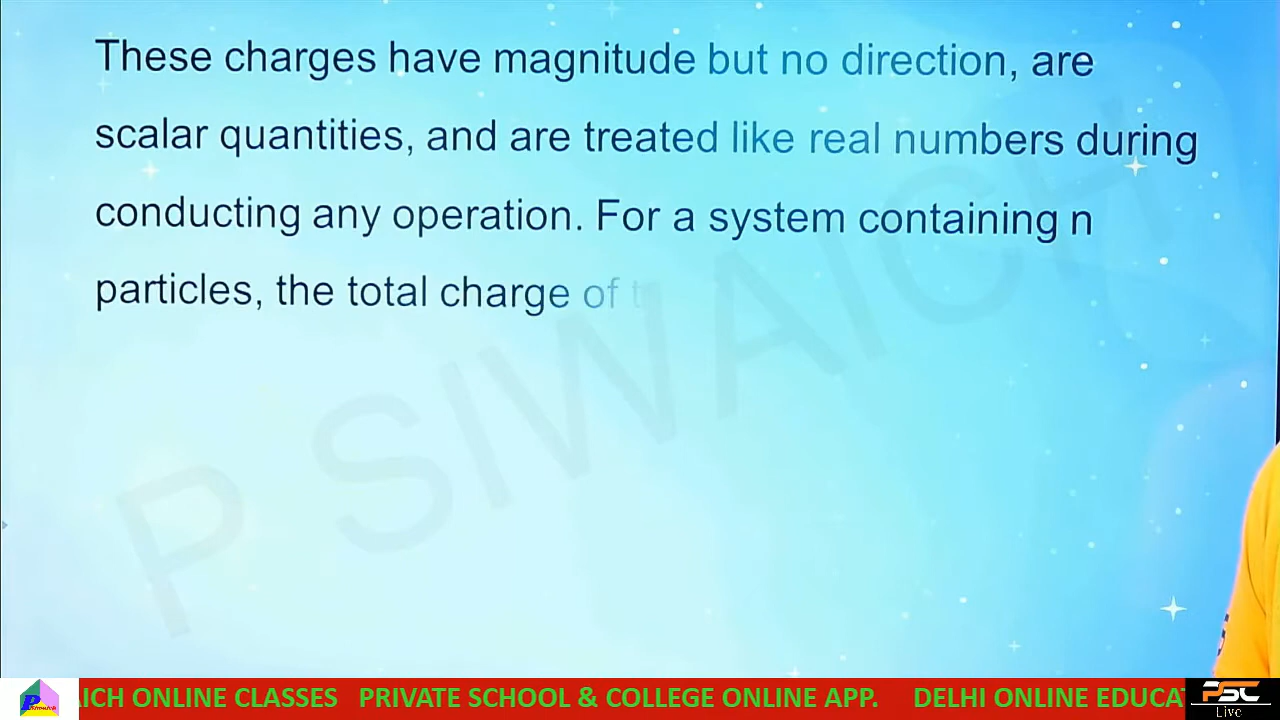 These charges have magnitude but no direction, are
scalar quantities, and are treated like real numbers during
conducting any operation. For a system containing n
particles, the total charge of t
P SIWAICH
AICH ONLINE CLASSES PRIVATE SCHOOL & COLLEGE ONLINE APP. DELHI ONLINE EDUCAT
PSC
Live